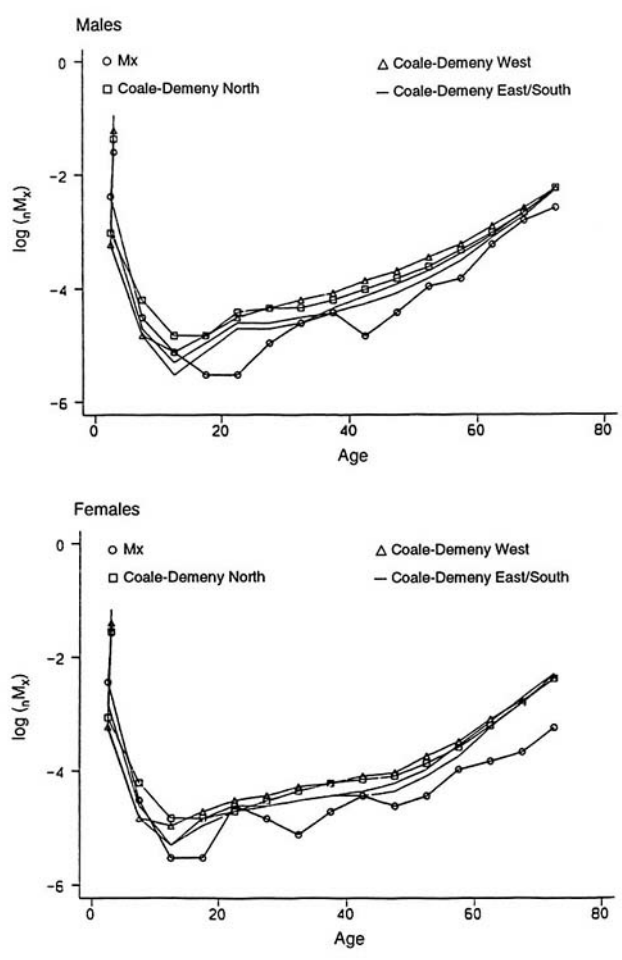 Males
Mx
Coale-Demeny West
Coale-Demeny North
Coale-Demeny East/South
0
-2
-4
-6
log (nMx)
0 20 40 60 80
Age
Females
Mx
Coale-Demeny West
Coale-Demeny North
Coale-Demeny East/South
0
-2
-4
-6
log (nMx)
0 20 40 60 80
Age